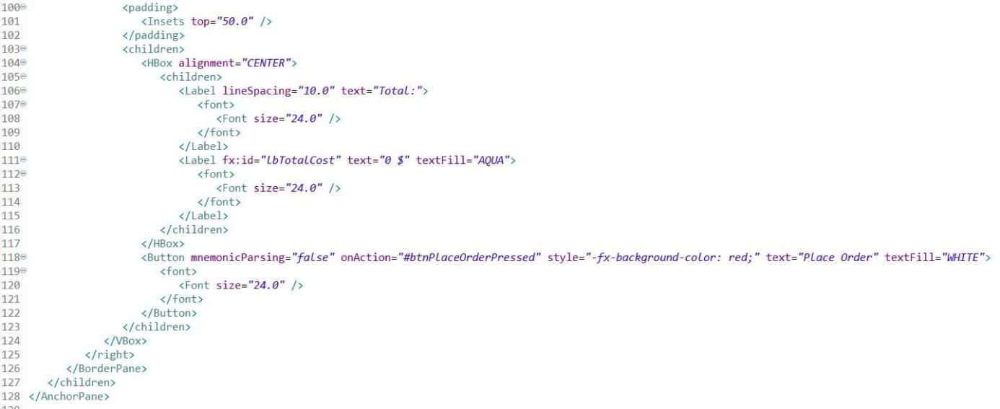 100 <padding>
101 <Insets top="50.0" />
102 </padding>
103 <children>
104 <HBox alignment="CENTER">
105 <children>
106 <Label lineSpacing="10.0" text="Total:">
107 <font>
108 <Font size="24.0" />
109 </font>
110 </Label>
111 <Label fx:id="lbTotalCost" text="0 $" textFill="AQUA">
112 <font>
113 <Font size="24.0" />
114 </font>
115 </Label>
116 </children>
117 </HBox>
118 <Button mnemonicParsing="false" onAction="#btnPlaceOrderPressed" style="-fx-background-color: red;" text="Place Order" textFill="WHITE">
119 <font>
120 <Font size="24.0" />
121 </font>
122 </Button>
123 </children>
124 </VBox>
125 </right>
126 </BorderPane>
127 </children>
128 </AnchorPane>